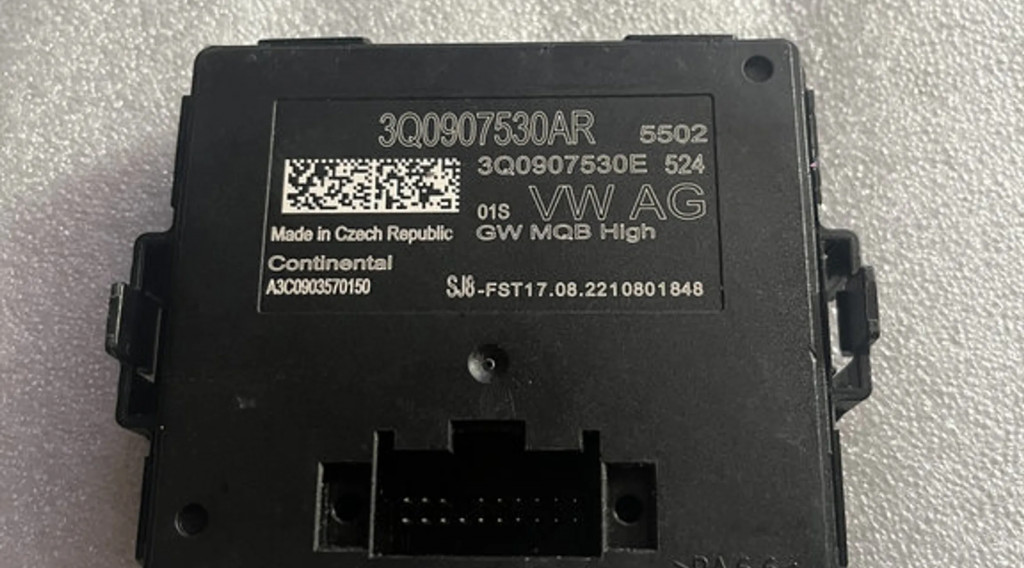 3Q0907530AR 5502
3Q0907530E 524
01S VW AG
Made in Czech Republic GW MQB High
Continental
A3C0903570150 SJ8-FST17.08.2210801848